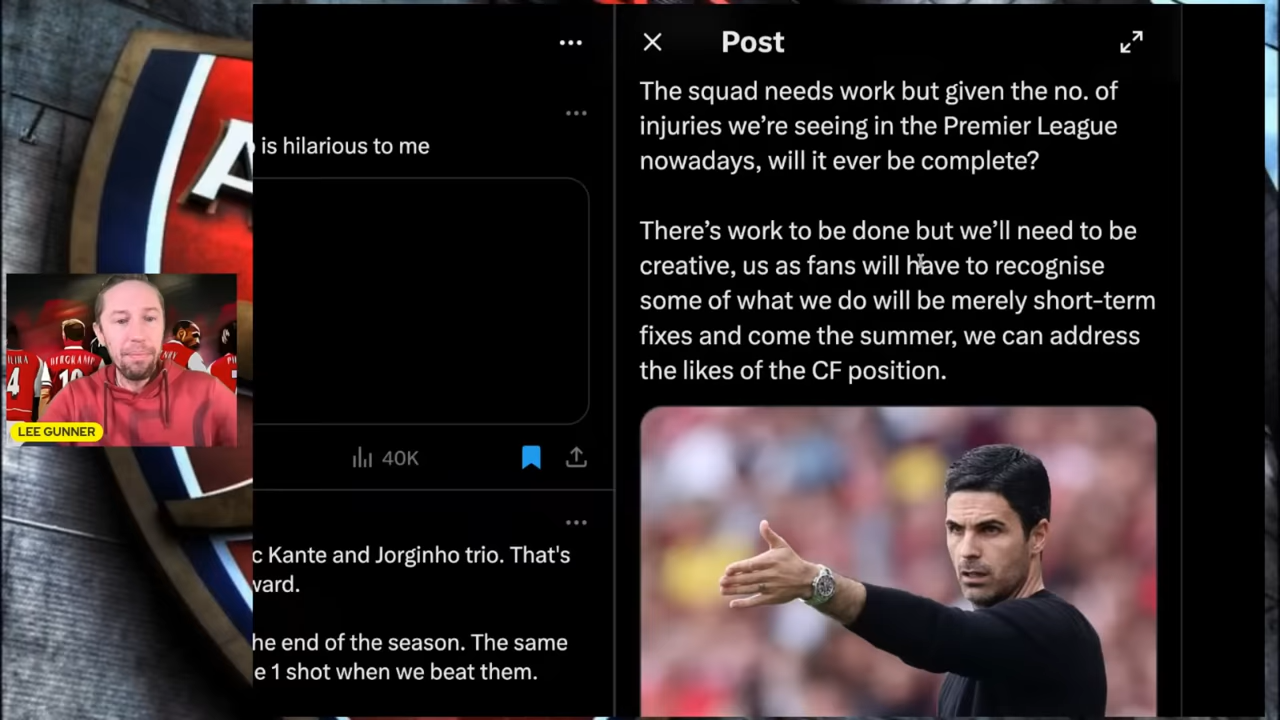 Post
The squad needs work but given the no. of
injuries we're seeing in the Premier League
nowadays, will it ever be complete?
There's work to be done but we'll need to be
creative, us as fans will have to recognise
some of what we do will be merely short-term
fixes and come the summer, we can address
the likes of the CF position.
is hilarious to me
40K
c Kante and Jorginho trio. That's
ward.
he end of the season. The same
e 1 shot when we beat them.
A
4
BERGKAMP
10
LEE GUNNER